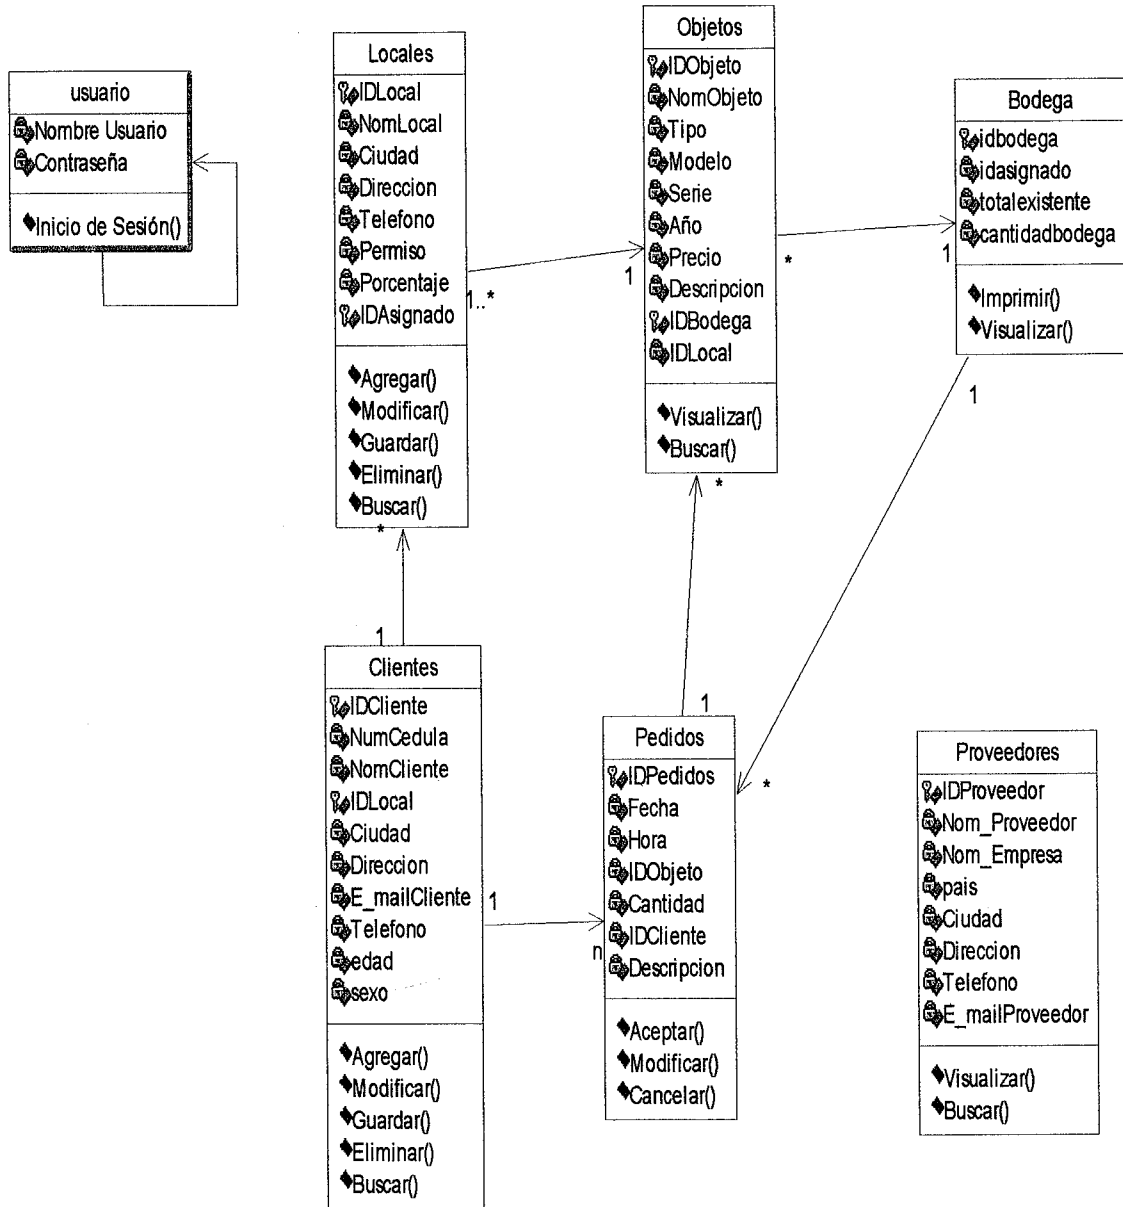 usuario
Nombre Usuario
Contraseña
Inicio de Sesión()
Locales
IDLocal
NomLocal
Ciudad
Direccion
Telefono
Permiso
Porcentaje
IDAsignado
Agregar()
Modificar()
Guardar()
Eliminar()
Buscar()
1..*
1
*
1
Objetos
IDObjeto
NomObjeto
Tipo
Modelo
Serie
Año
Precio
Descripcion
IDBodega
IDLocal
Visualizar()
Buscar()
*
1
*
1
Bodega
idbodega
idasignado
totalexistente
cantidadbodega
Imprimir()
Visualizar()
1
*
Clientes
IDCliente
NumCedula
NomCliente
IDLocal
Ciudad
Direccion
E_mailCliente
Telefono
edad
sexo
Agregar()
Modificar()
Guardar()
Eliminar()
Buscar()
1
n
Pedidos
IDPedidos
Fecha
Hora
IDObjeto
Cantidad
IDCliente
Descripcion
Aceptar()
Modificar()
Cancelar()
Proveedores
IDProveedor
Nom_Proveedor
Nom_Empresa
pais
Ciudad
Direccion
Telefono
E_mailProveedor
Visualizar()
Buscar()